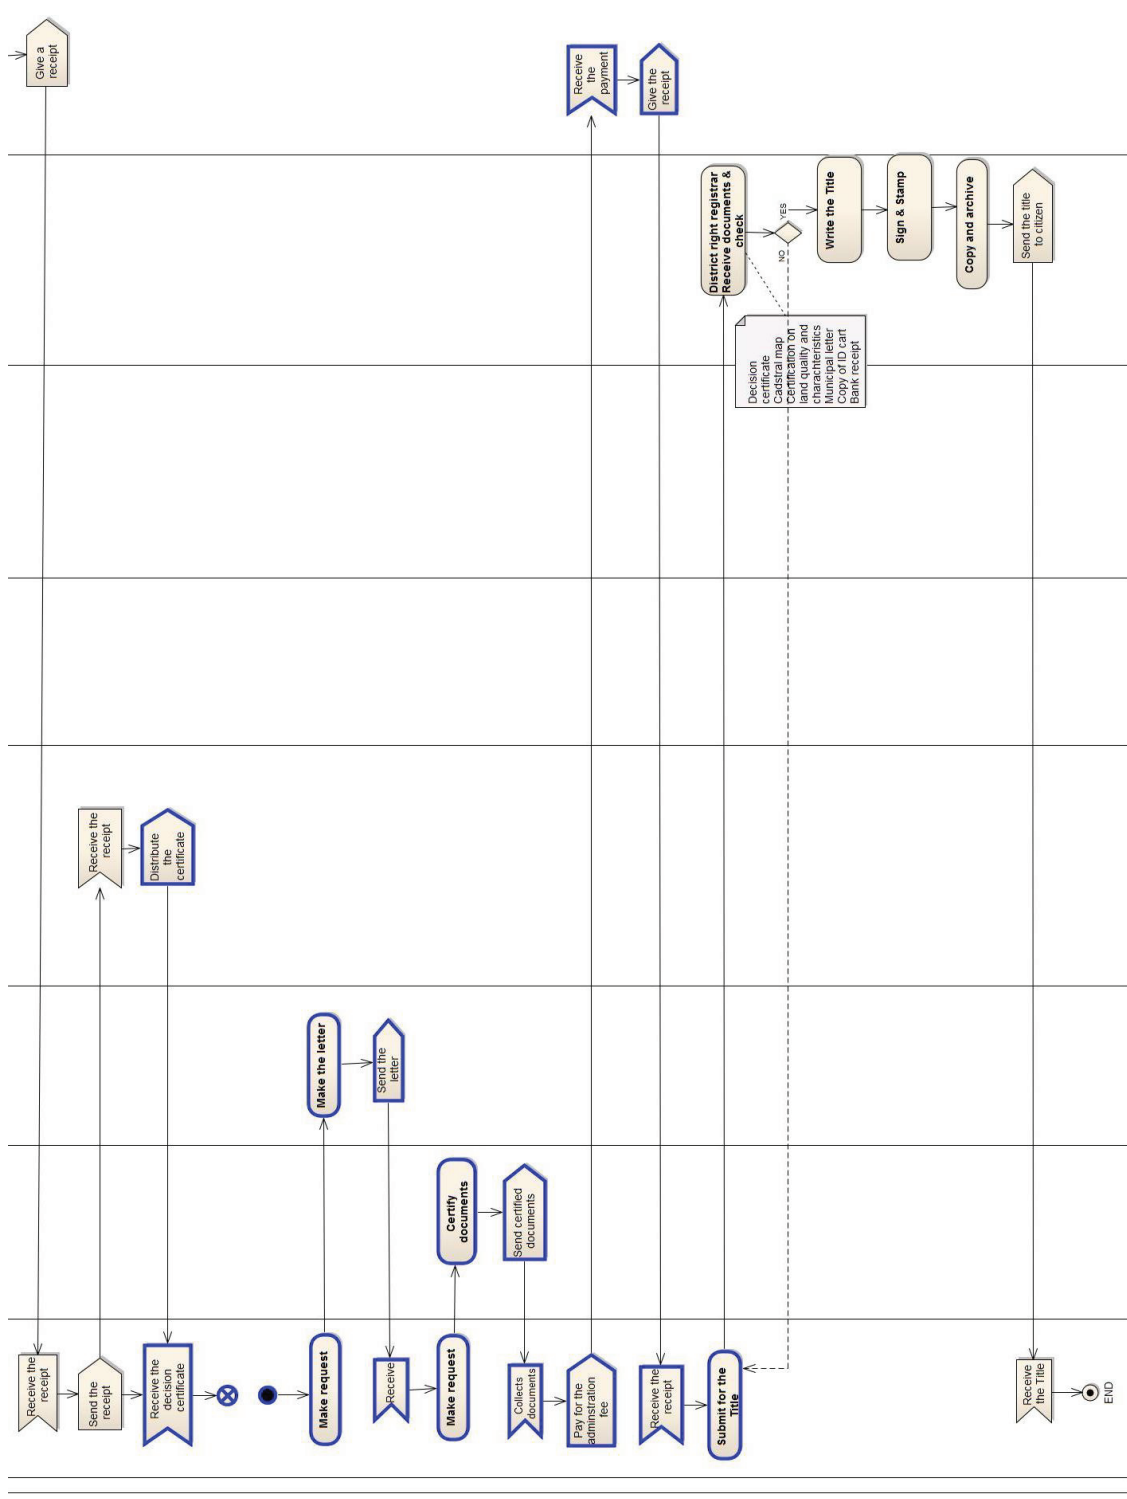 Give a
receipt
Receive the
receipt
Send the
receipt
Receive the
receipt
Distribute
the
certificate
Receive the
decision
certificate
Make request
Make the letter
Send the
letter
Receive
Make request
Certify
documents
Send certified
documents
Collects
documents
Pay for the
adminstration
fee
Receive
the
payment
Give the
receipt
Receive the
receipt
Submit for the
Title
District right registrar
Receive documents &
check
NO
YES
Decision
certificate
Cadstral map
Certification on
land quality and
charachteristics
Municipal letter
Copy of ID cart
Bank receipt
Write the Title
Sign & Stamp
Copy and archive
Send the title
to citizen
Receive
the Title
END